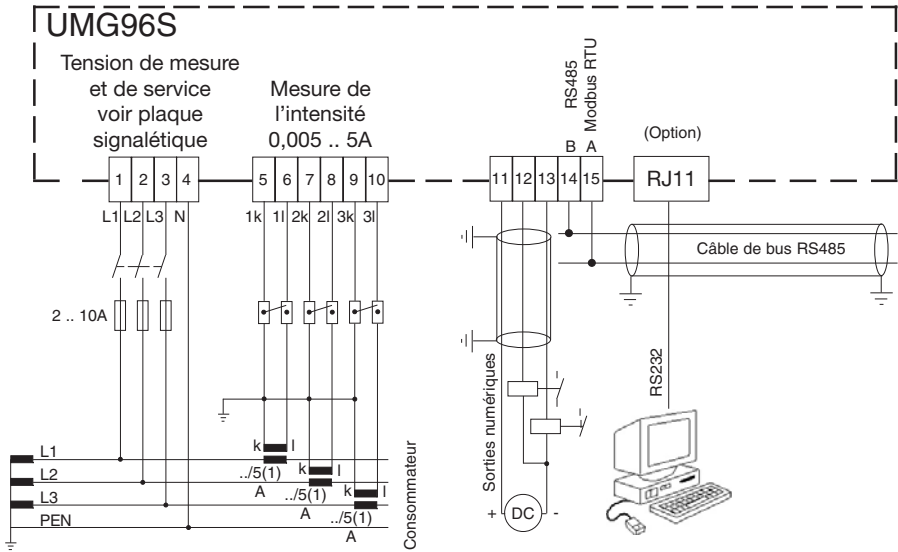 UMG96S
Tension de mesure
et de service
voir plaque
signalétique
Mesure de
l'intensité
0,005 .. 5A
RS485
Modbus RTU
B A
(Option)
1 2 3 4
5 6 7 8 9 10
11 12 13 14 15
RJ11
L1 L2 L3 N
1k 1l 2k 2l 3k 3l
Câble de bus RS485
2 .. 10A
RS232
Sorties numériques
L1
L2
L3
PEN
k l
../5(1)
A
k l
../5(1)
A
k l
../5(1)
A
Consommateur
+ DC -